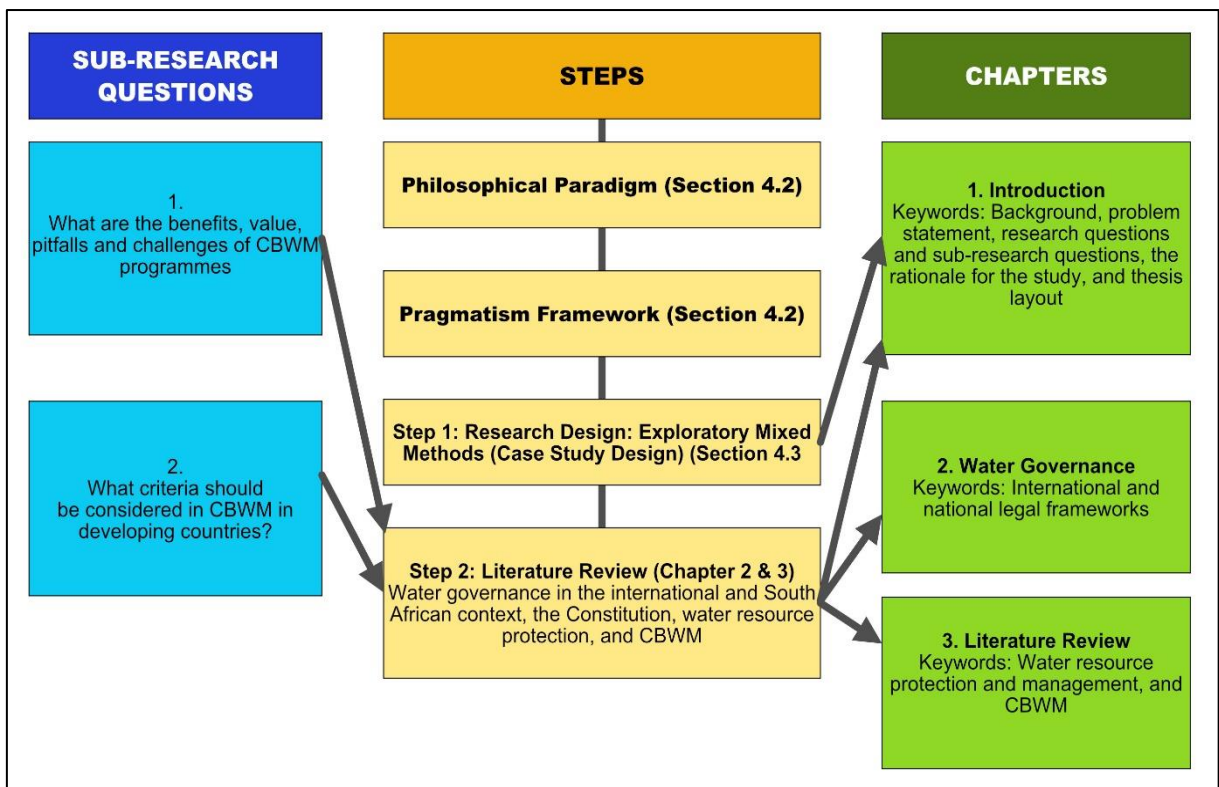 SUB-RESEARCH
QUESTIONS
1.
What are the benefits, value,
pitfalls and challenges of CBWM
programmes
2.
What criteria should
be considered in CBWM in
developing countries?
STEPS
Philosophical Paradigm (Section 4.2)
Pragmatism Framework (Section 4.2)
Step 1: Research Design: Exploratory Mixed
Methods (Case Study Design) (Section 4.3
Step 2: Literature Review (Chapter 2 & 3)
Water governance in the international and South
African context, the Constitution, water resource
protection, and CBWM
CHAPTERS
1. Introduction
Keywords: Background, problem
statement, research questions
and sub-research questions, the
rationale for the study, and thesis
layout
2. Water Governance
Keywords: International and
national legal frameworks
3. Literature Review
Keywords: Water resource
protection and management, and
CBWM